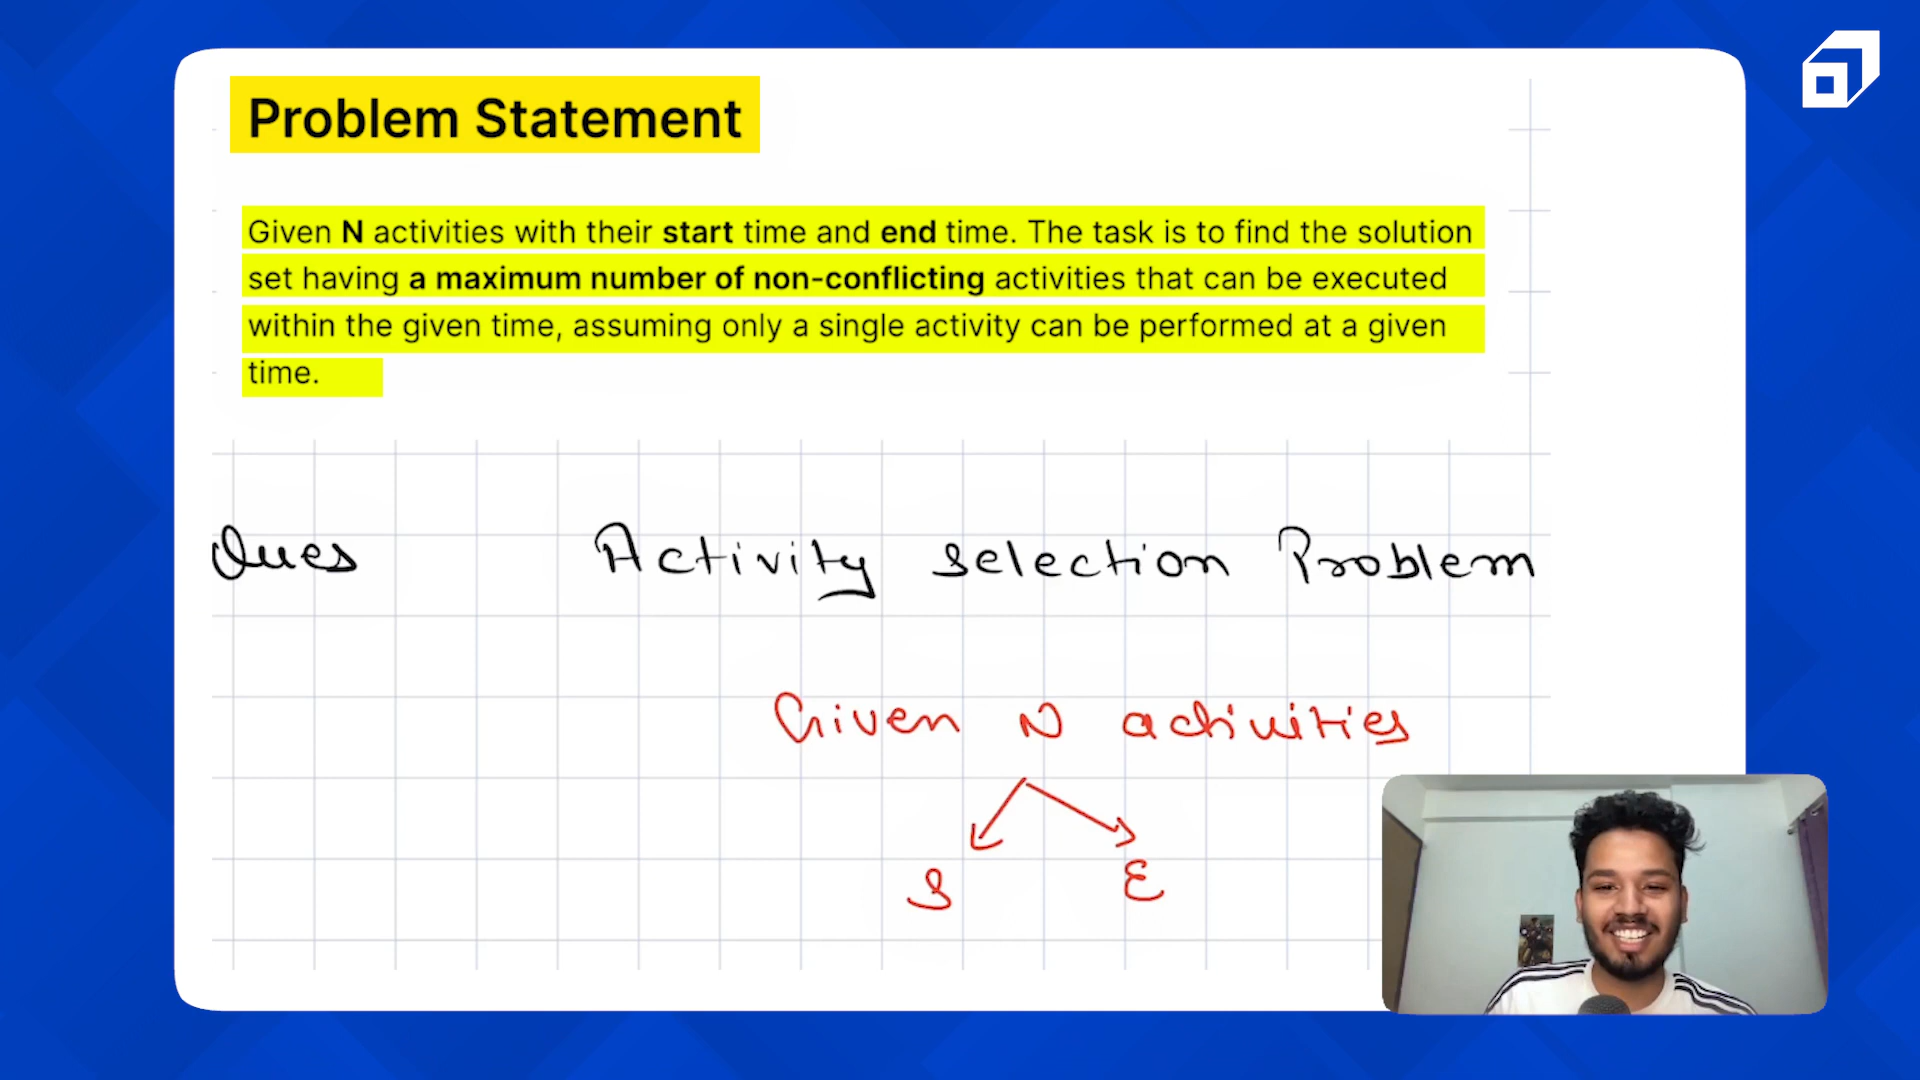 Problem Statement
Given N activities with their start time and end time. The task is to find the solution
set having a maximum number of non-conflicting activities that can be executed
within the given time, assuming only a single activity can be performed at a given
time.
Ques Activity Selection Problem
Given N activities
S E